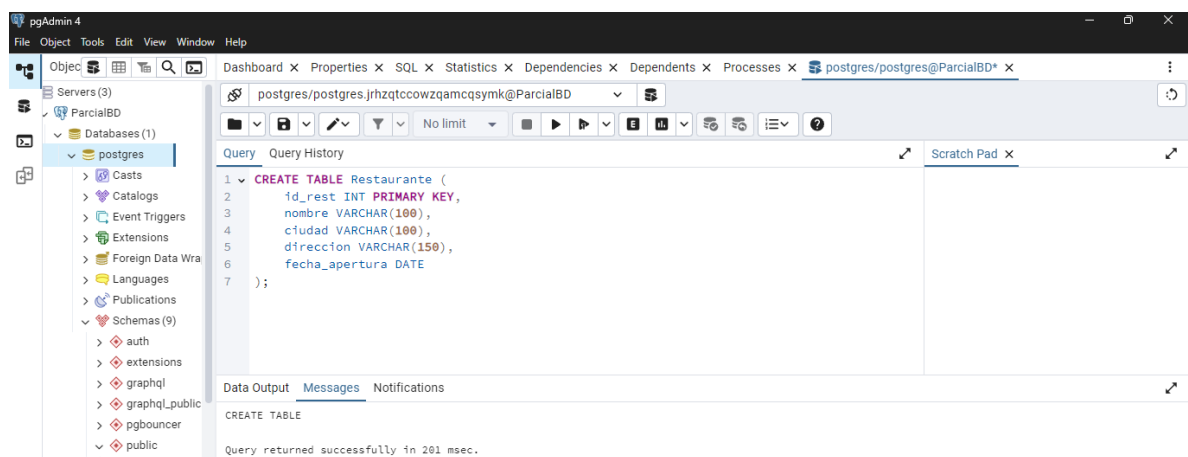 pgAdmin 4
File Object Tools Edit View Window Help
Objec
Dashboard Properties SQL Statistics Dependencies Dependents Processes postgres/postgres@ParcialBD*
Servers (3)
ParcialBD
Databases (1)
postgres
Casts
Catalogs
Event Triggers
Extensions
Foreign Data Wra
Languages
Publications
Schemas (9)
auth
extensions
graphql
graphql_public
pgbouncer
public
postgres/postgres.jrhzqtccowzqamcqsymk@ParcialBD
No limit
Query Query History
Scratch Pad
1 CREATE TABLE Restaurante (
2 id_rest INT PRIMARY KEY,
3 nombre VARCHAR(100),
4 ciudad VARCHAR(100),
5 direccion VARCHAR(150),
6 fecha_apertura DATE
7 );
Data Output Messages Notifications
CREATE TABLE
Query returned successfully in 201 msec.